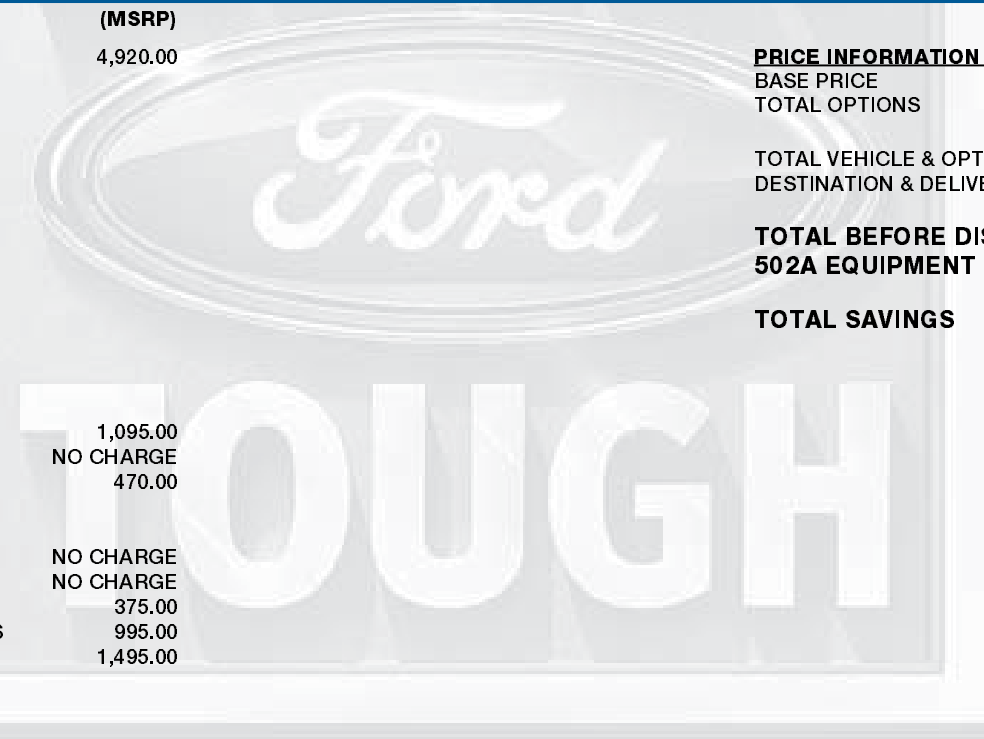 (MSRP)
4,920.00
1,095.00
NO CHARGE
470.00
NO CHARGE
NO CHARGE
375.00
S 995.00
1,495.00
PRICE INFORMATION
BASE PRICE
TOTAL OPTIONS
TOTAL VEHICLE & OPT
DESTINATION & DELIVE
TOTAL BEFORE DIS
502A EQUIPMENT
TOTAL SAVINGS
Ford
TOUGH